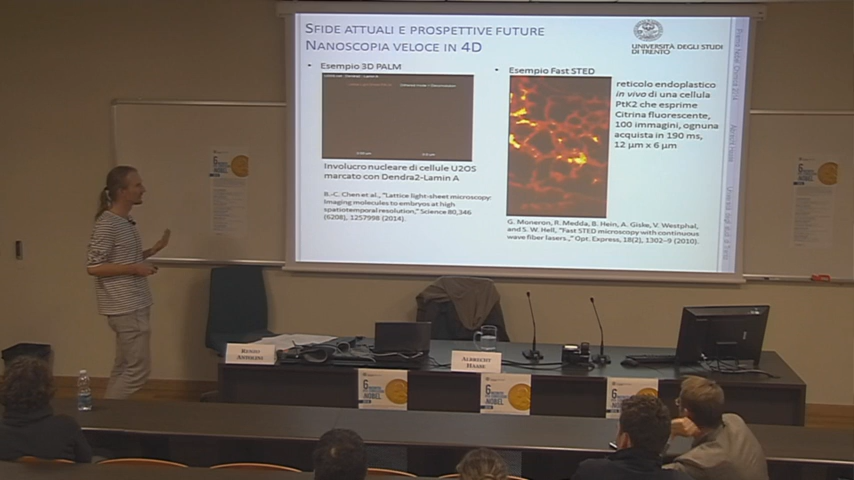 SFIDE ATTUALI E PROSPETTIVE FUTURE
NANOSCOPIA VELOCE IN 4D
UNIVERSITÀ DEGLI STUDI
DI TRENTO
• Esempio 3D PALM
Involucro nucleare di cellule U2OS
marcato con Dendra2-Lamin A
B.-C. Chen et al., "Lattice light-sheet microscopy:
Imaging molecules to embryos at high
spatiotemporal resolution," Science 80,346
(6208), 1257998 (2014).
• Esempio Fast STED
reticolo endoplastico
in vivo di una cellula
PtK2 che esprime
Citrina fluorescente,
100 immagini, ognuna
acquista in 190 ms,
12 µm x 6 µm
G. Moneron, R. Medda, B. Hein, A. Giske, V. Westphal,
and S. W. Hell, "Fast STED microscopy with continuous
wave fiber lasers.," Opt. Express, 18(2), 1302–9 (2010).
RENZO
ANTOLINI
ALBRECHT
HAASE
6
NOBEL
6
NOBEL
6